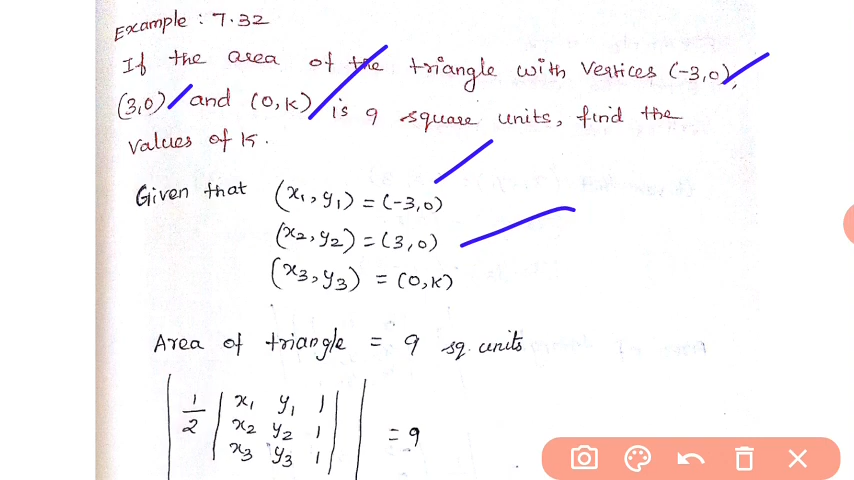 Example : 7.32
If the area of the triangle with vertices (-3,0),
(3,0) and (0,K) is 9 square units, find the
values of K.
Given that (x₁,y₁) = (-3,0)
(x₂,y₂) = (3,0)
(x₃,y₃) = (0,K)
Area of triangle = 9 sq. units
| 1/2 | x₁ y₁ 1 | |
| x₂ y₂ 1 | = 9
| x₃ y₃ 1 |